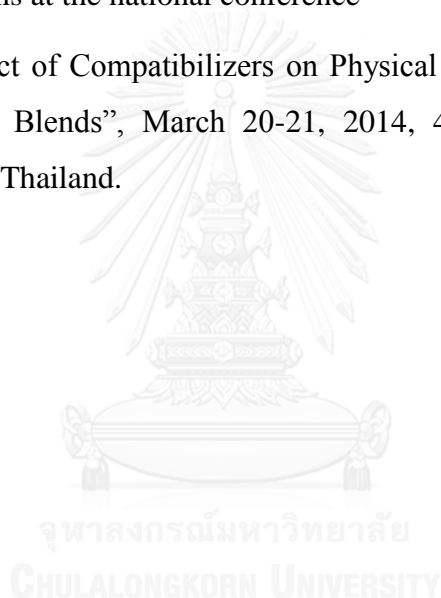 at the national conference
ct of Compatibilizers on Physical
Blends”, March 20-21, 2014, 4
Thailand.
จุฬาลงกรณ์มหาวิทยาลัย
CHULALONGKORN UNIVERSITY